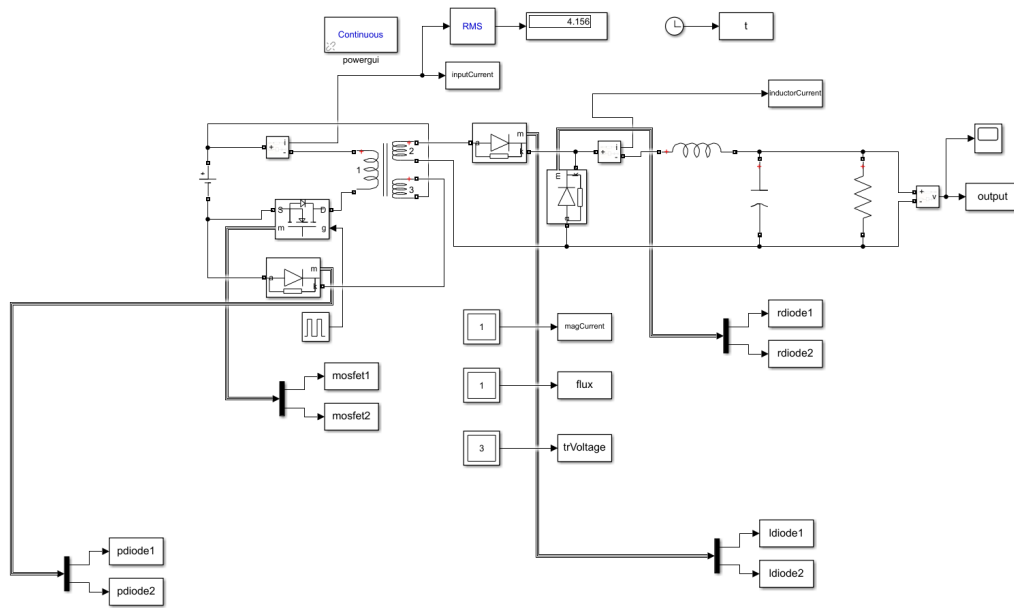 Continuous
powergui
RMS
4.156
t
inputCurrent
inductorCurrent
i
+
-
1
+
2
+
3
+
a
m
k
i
+
-
m
k
a
+
+
+
+
-
v
output
+
S
D
m
g
a
m
k
1
magCurrent
rdiode1
rdiode2
mosfet1
mosfet2
1
flux
3
trVoltage
ldiode1
ldiode2
pdiode1
pdiode2